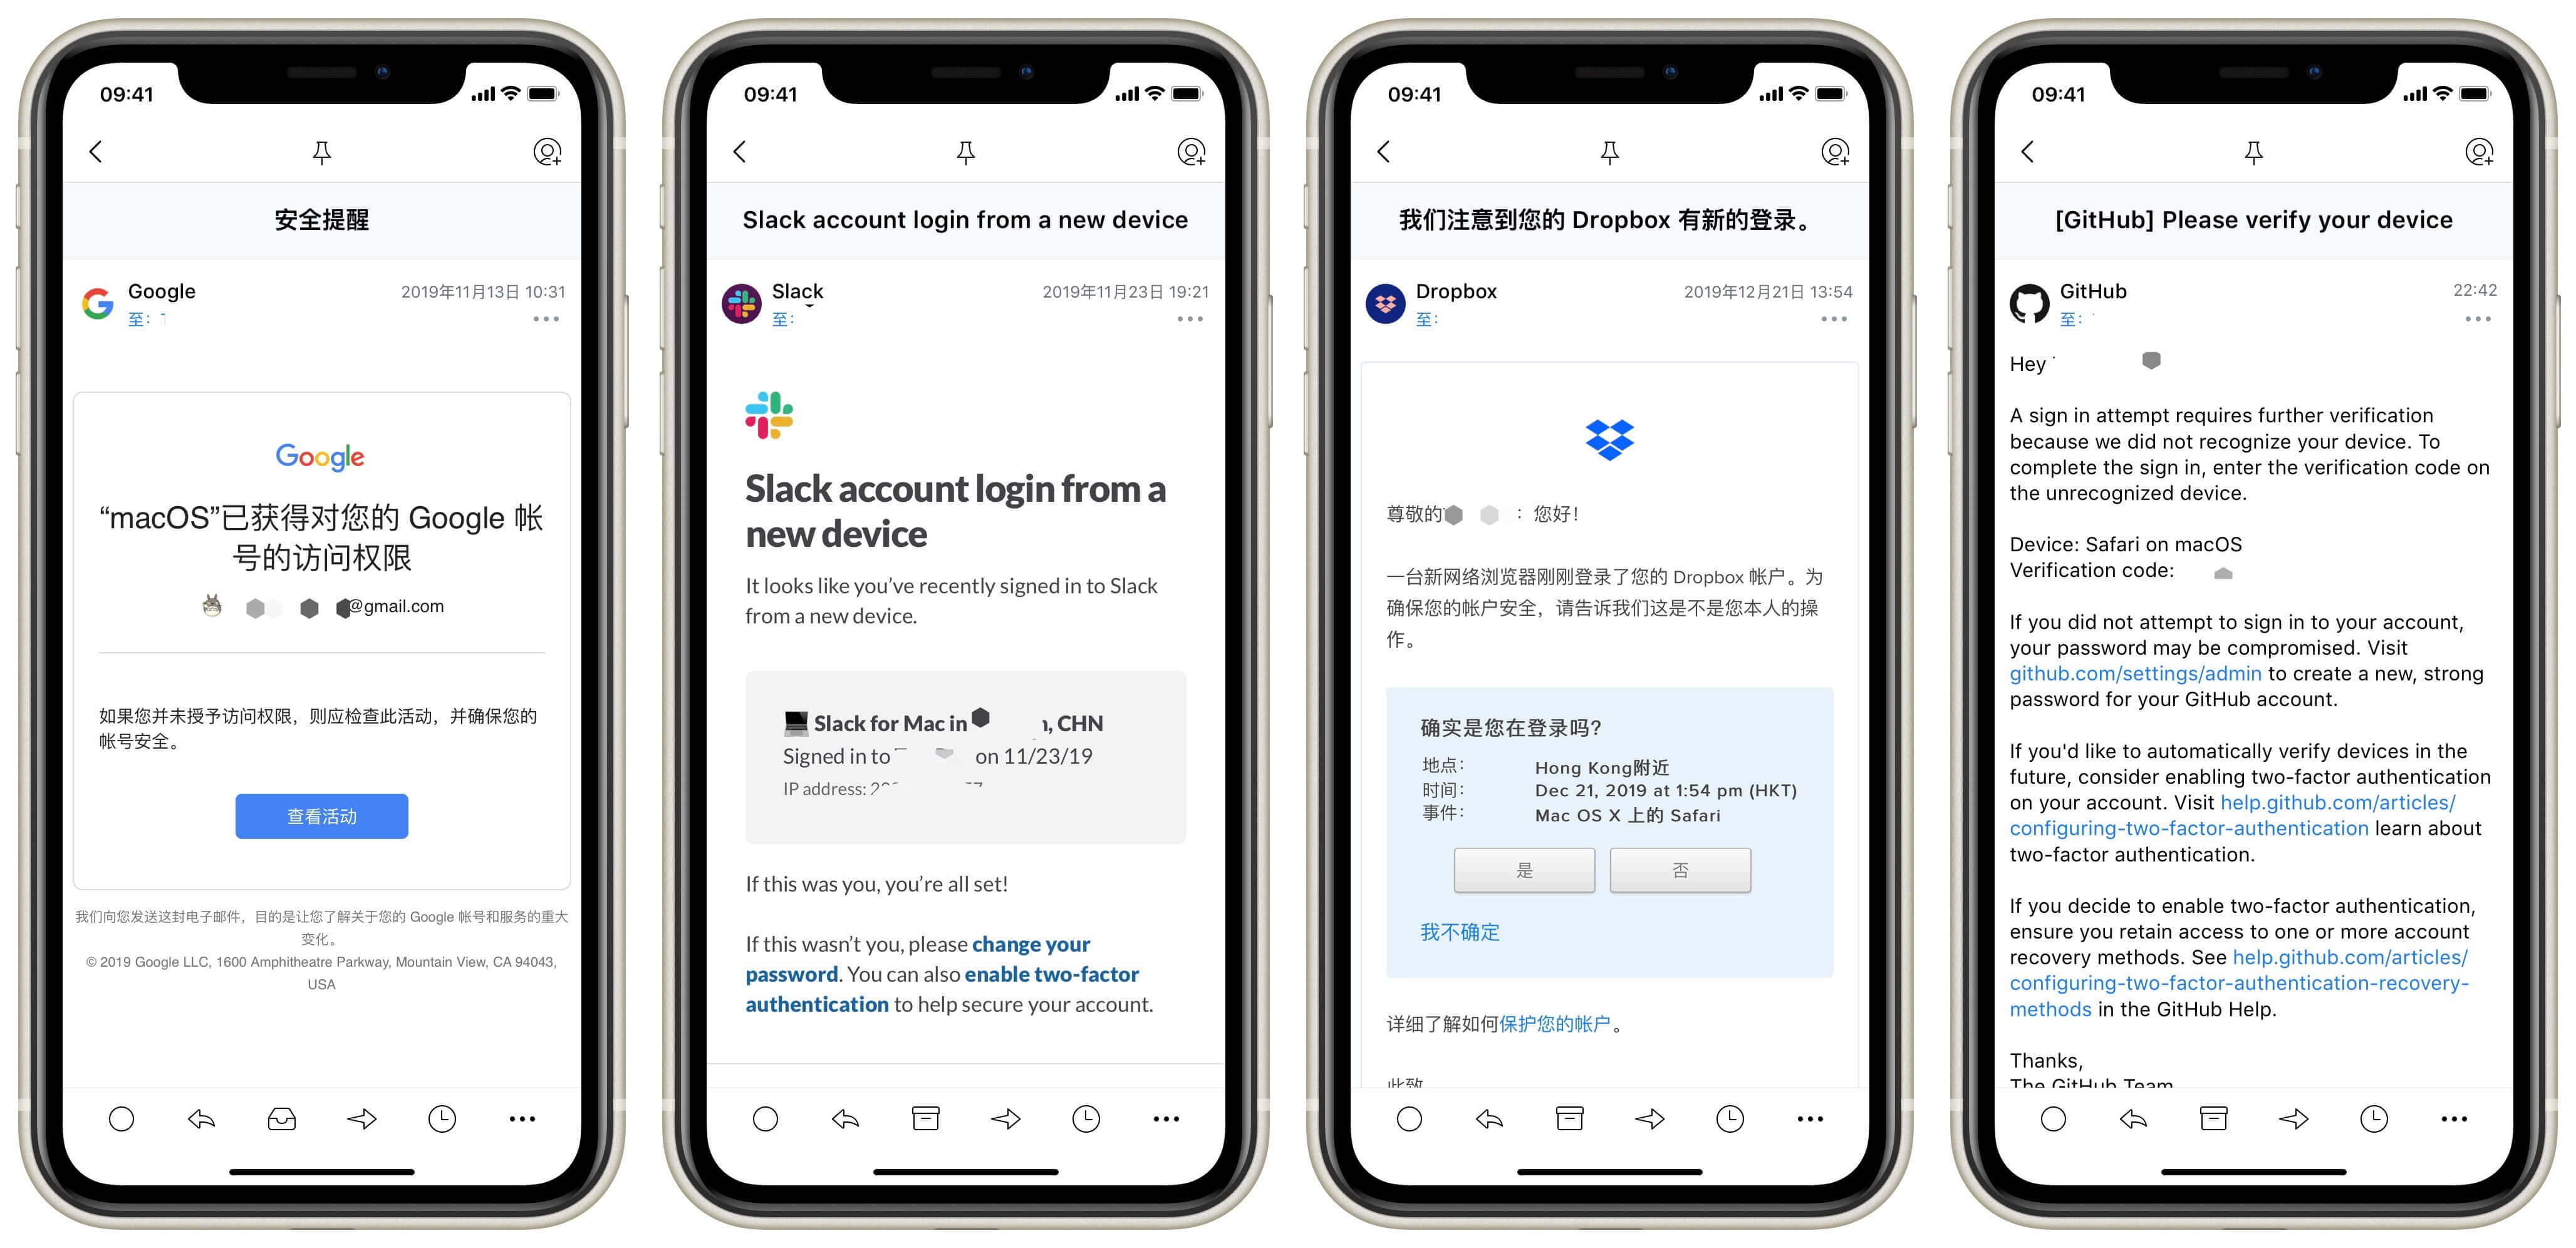 09:41
安全提醒
Google
2019年11月13日 10:31
至:
Google
“macOS”已获得对您的 Google 帐
号的访问权限
@gmail.com
如果您并未授予访问权限，则应检查此活动，并确保您的
帐号安全。
查看活动
我们向您发送这封电子邮件，目的是让您了解关于您的 Google 帐号和服务的重大
变化。
© 2019 Google LLC, 1600 Amphitheatre Parkway, Mountain View, CA 94043,
USA
09:41
Slack account login from a new device
Slack
2019年11月23日 19:21
至:
Slack account login from a
new device
It looks like you’ve recently signed in to Slack
from a new device.
Slack for Mac in , CHN
Signed in to on 11/23/19
IP address:
If this was you, you’re all set!
If this wasn’t you, please change your
password. You can also enable two-factor
authentication to help secure your account.
09:41
我们注意到您的 Dropbox 有新的登录。
Dropbox
2019年12月21日 13:54
至:
尊敬的 ：您好！
一台新网络浏览器刚刚登录了您的 Dropbox 帐户。为
确保您的帐户安全，请告诉我们这是不是您本人的操
作。
确实是您在登录吗?
地点: Hong Kong附近
时间: Dec 21, 2019 at 1:54 pm (HKT)
事件: Mac OS X 上的 Safari
是 否
我不确定
详细了解如何保护您的帐户。
此致
09:41
[GitHub] Please verify your device
GitHub
22:42
至:
Hey
A sign in attempt requires further verification
because we did not recognize your device. To
complete the sign in, enter the verification code on
the unrecognized device.
Device: Safari on macOS
Verification code:
If you did not attempt to sign in to your account,
your password may be compromised. Visit
github.com/settings/admin to create a new, strong
password for your GitHub account.
If you'd like to automatically verify devices in the
future, consider enabling two-factor authentication
on your account. Visit help.github.com/articles/
configuring-two-factor-authentication learn about
two-factor authentication.
If you decide to enable two-factor authentication,
ensure you retain access to one or more account
recovery methods. See help.github.com/articles/
configuring-two-factor-authentication-recovery-
methods in the GitHub Help.
Thanks,
The GitHub Team